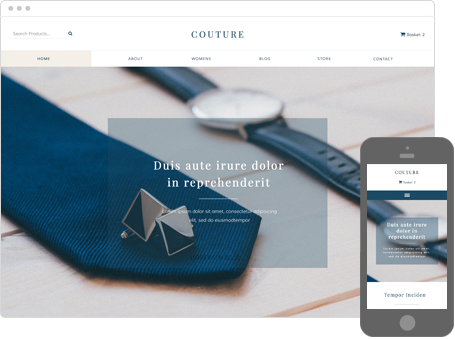 Search Products...
COUTURE
Basket: 2
HOME
ABOUT
WOMENS
BLOG
STORE
CONTACT
Duis aute irure dolor
in reprehenderit
Lorem ipsum dolor sit amet, consectetur adipiscing
elit, sed do eiusmodtempor
COUTURE
Basket: 2
Duis aute irure
dolor in
reprehenderit
Tempor Inciden